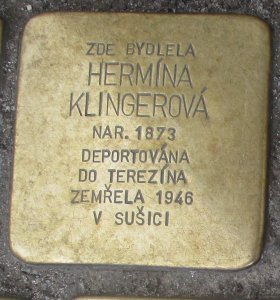 ZDE BYDLELA
HERMÍNA
KLINGEROVÁ
NAR. 1873
DEPORTOVÁNA
DO TEREZÍNA
ZEMŘELA 1946
V SUŠICI